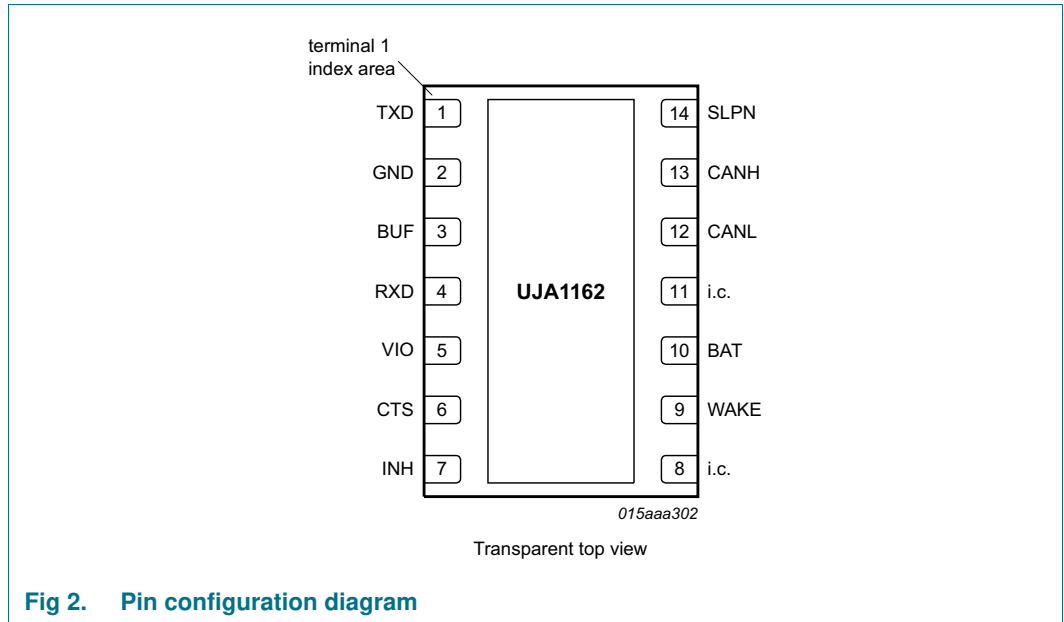 terminal 1
index area
TXD 1
GND 2
BUF 3
RXD 4
VIO 5
CTS 6
INH 7
UJA1162
14 SLPN
13 CANH
12 CANL
11 i.c.
10 BAT
9 WAKE
8 i.c.
015aaa302
Transparent top view
Fig 2. Pin configuration diagram